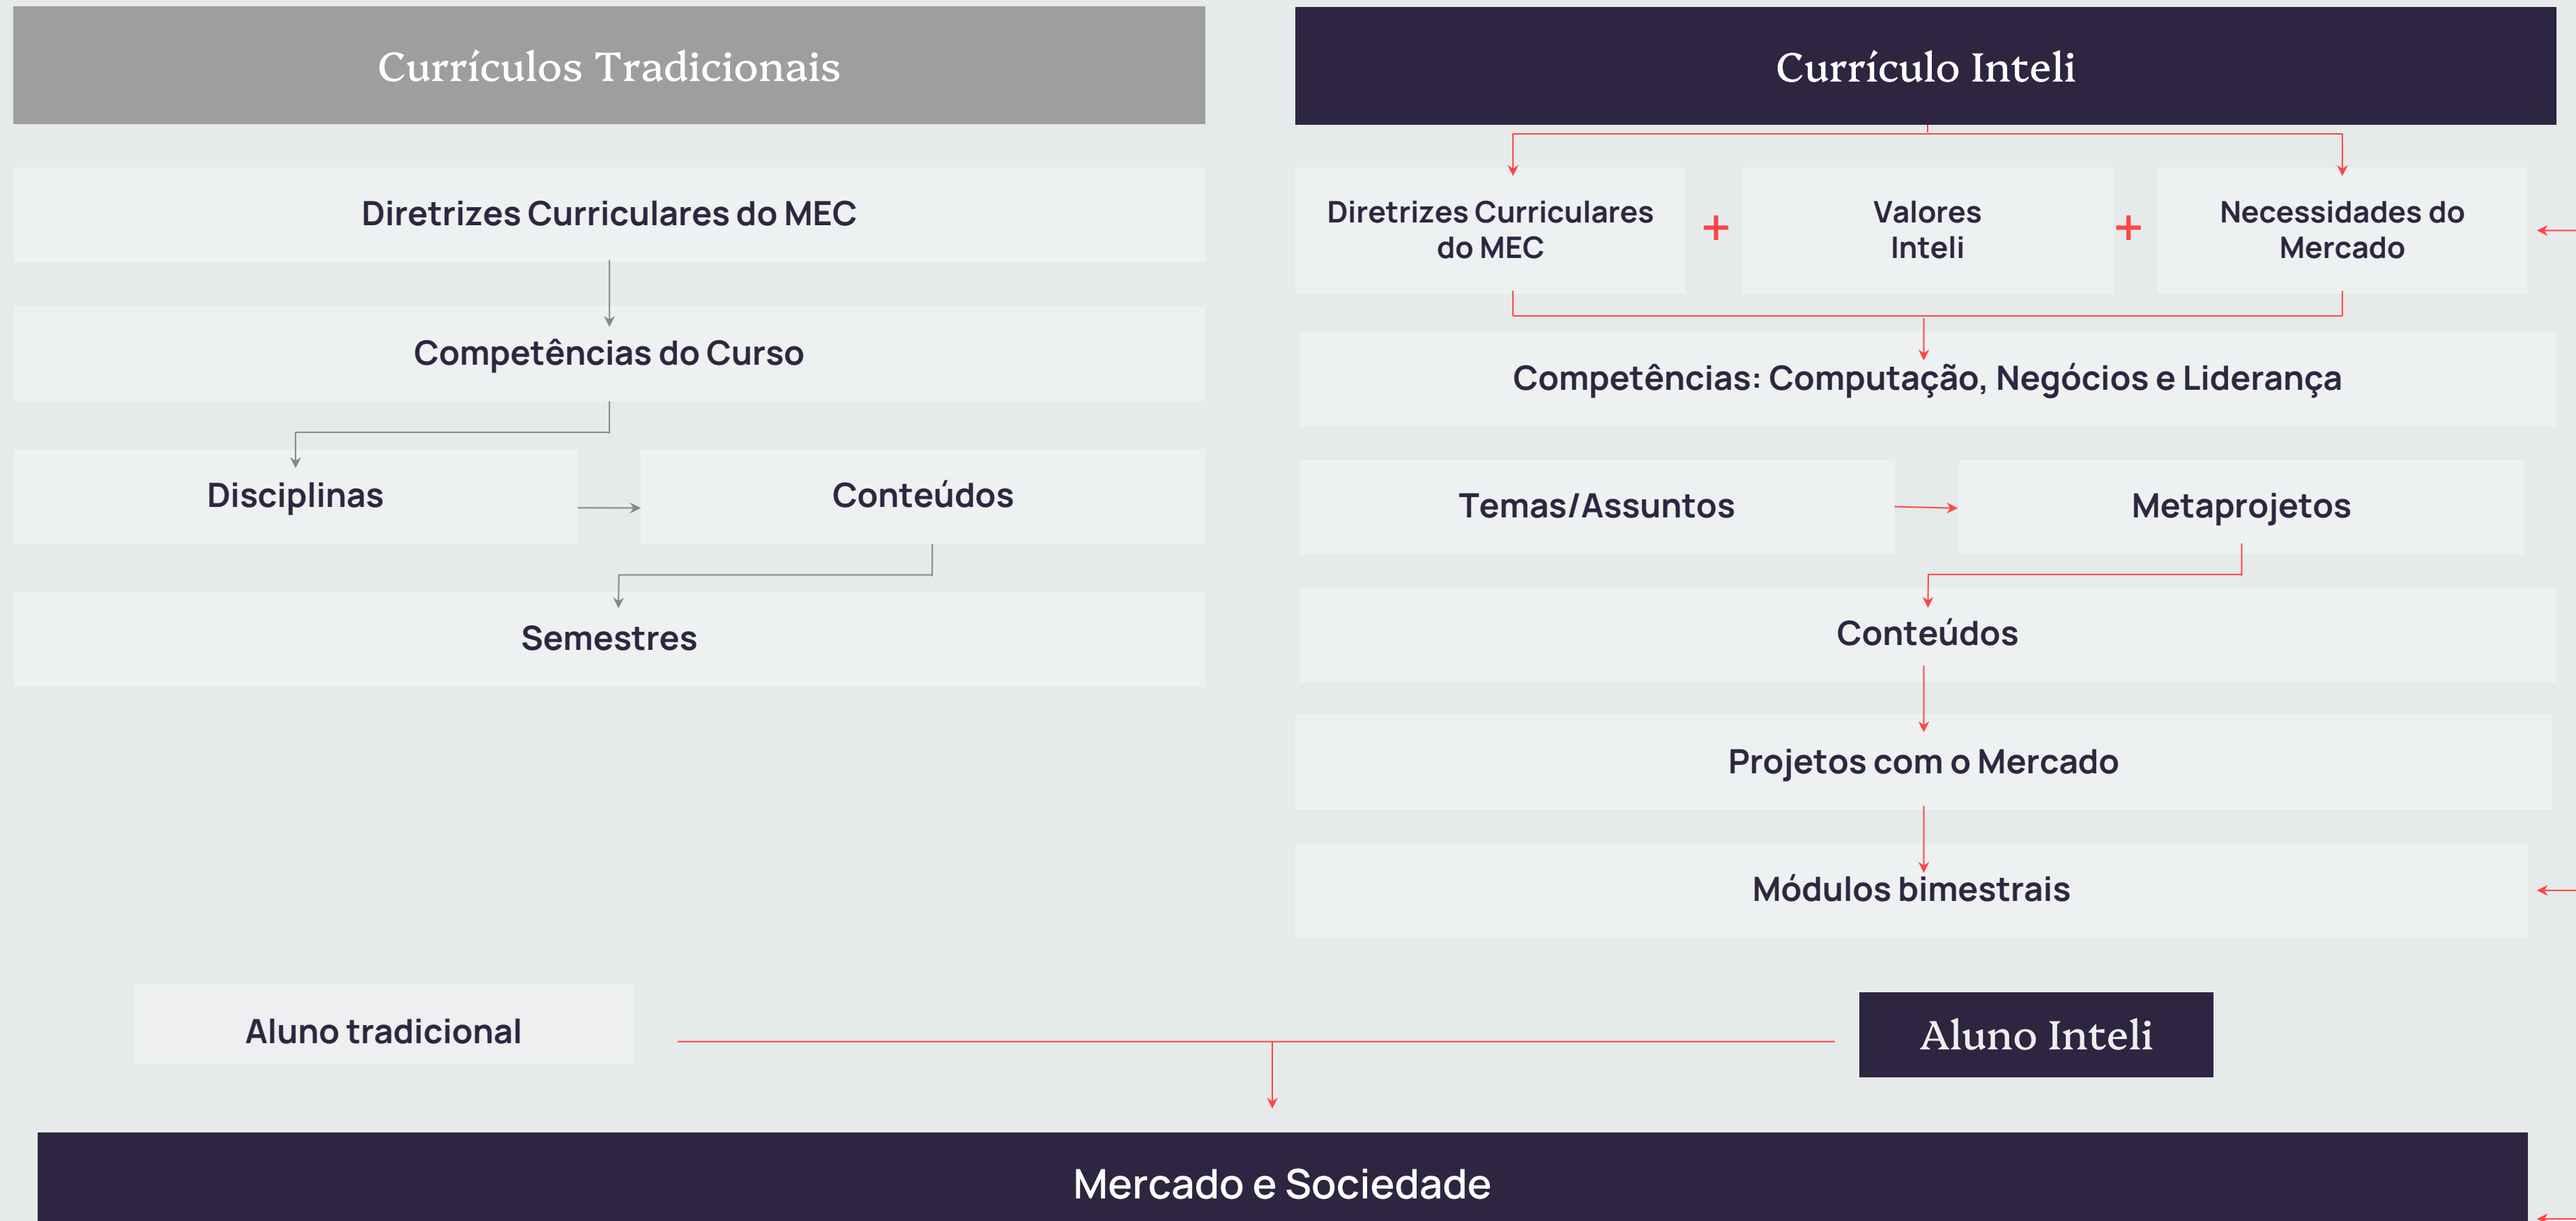 Currículos Tradicionais
Diretrizes Curriculares do MEC
Competências do Curso
Disciplinas
Conteúdos
Semestres
Currículo Inteli
Diretrizes Curriculares
do MEC
+
Valores
Inteli
+
Necessidades do
Mercado
Competências: Computação, Negócios e Liderança
Temas/Assuntos
Metaprojetos
Conteúdos
Projetos com o Mercado
Módulos bimestrais
Aluno tradicional
Aluno Inteli
Mercado e Sociedade